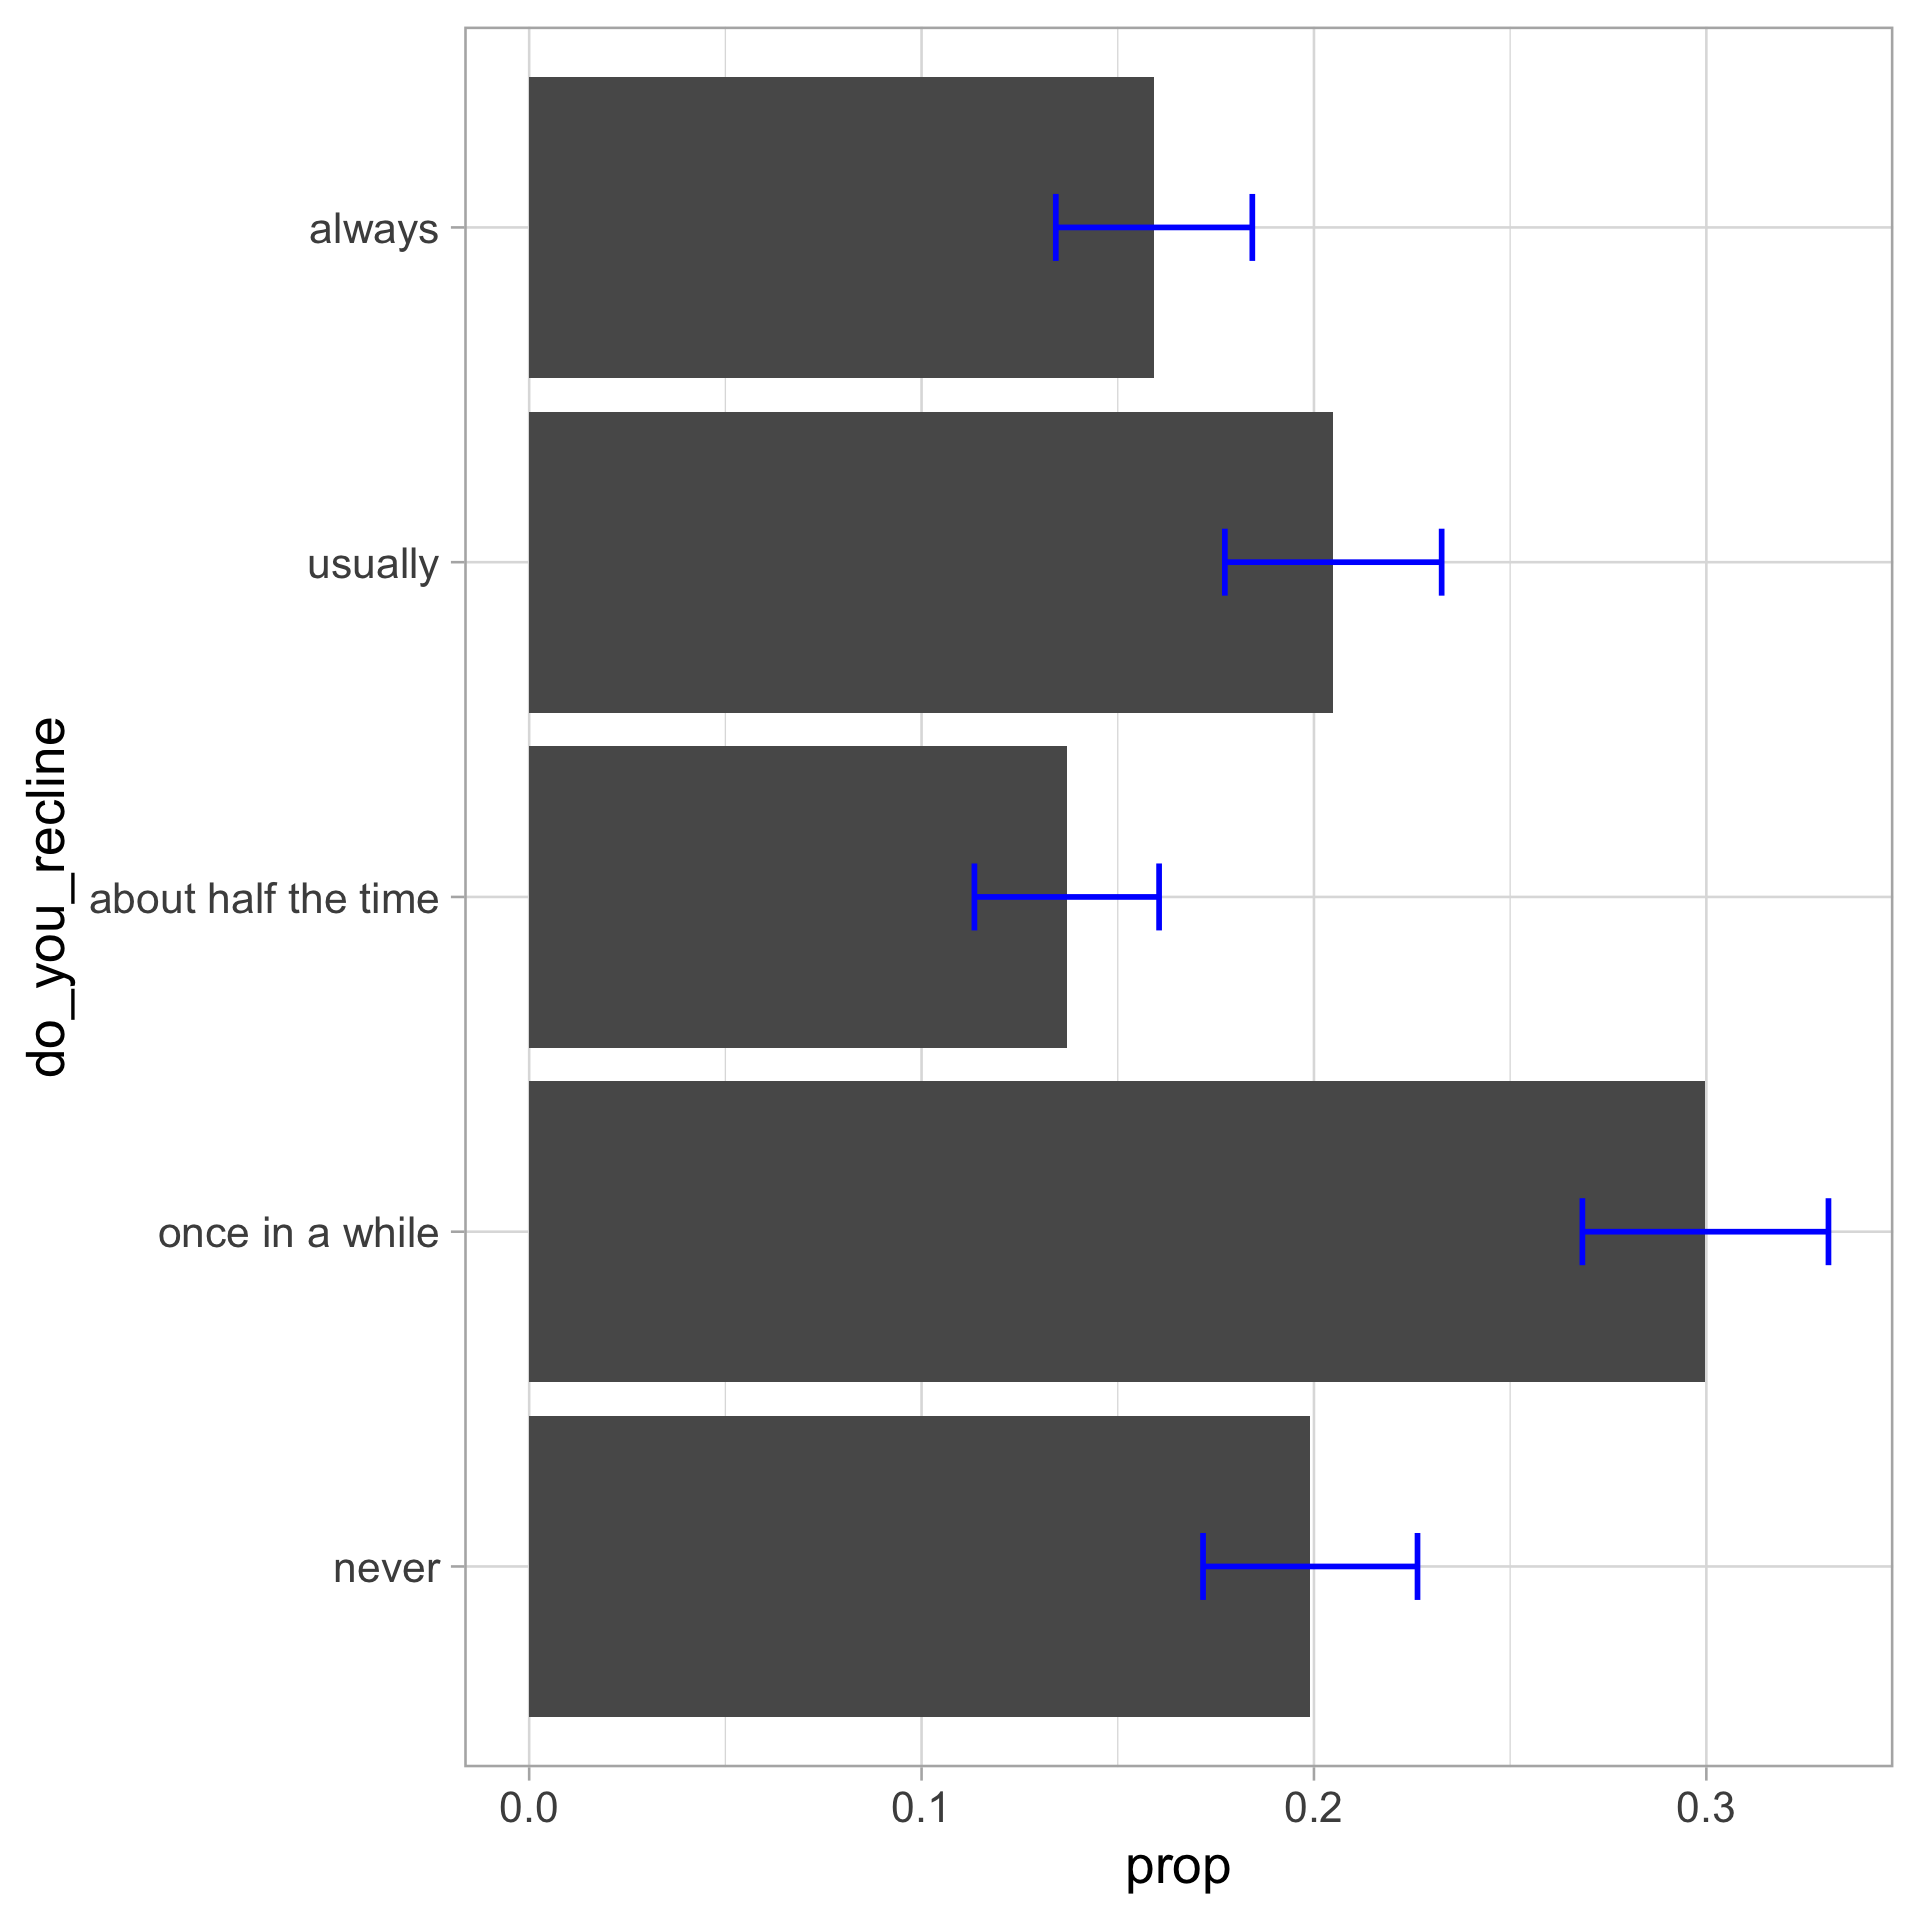 do_you_recline
always
usually
about half the time
once in a while
never
0.0
0.1
0.2
0.3
prop